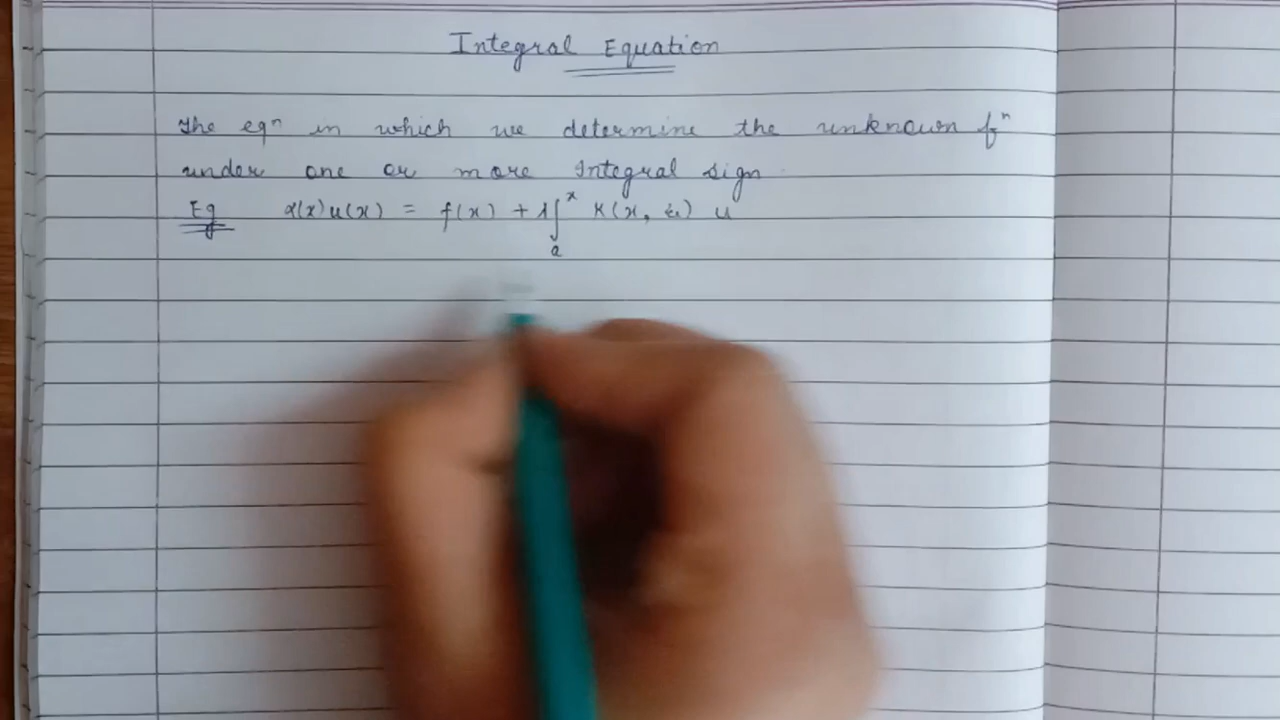 Integral Equation
The eqⁿ in which we determine the unknown fⁿ
under one or more Integral sign
Eg α(x)u(x) = f(x) + λ∫ₐˣ K(x, ξ) u